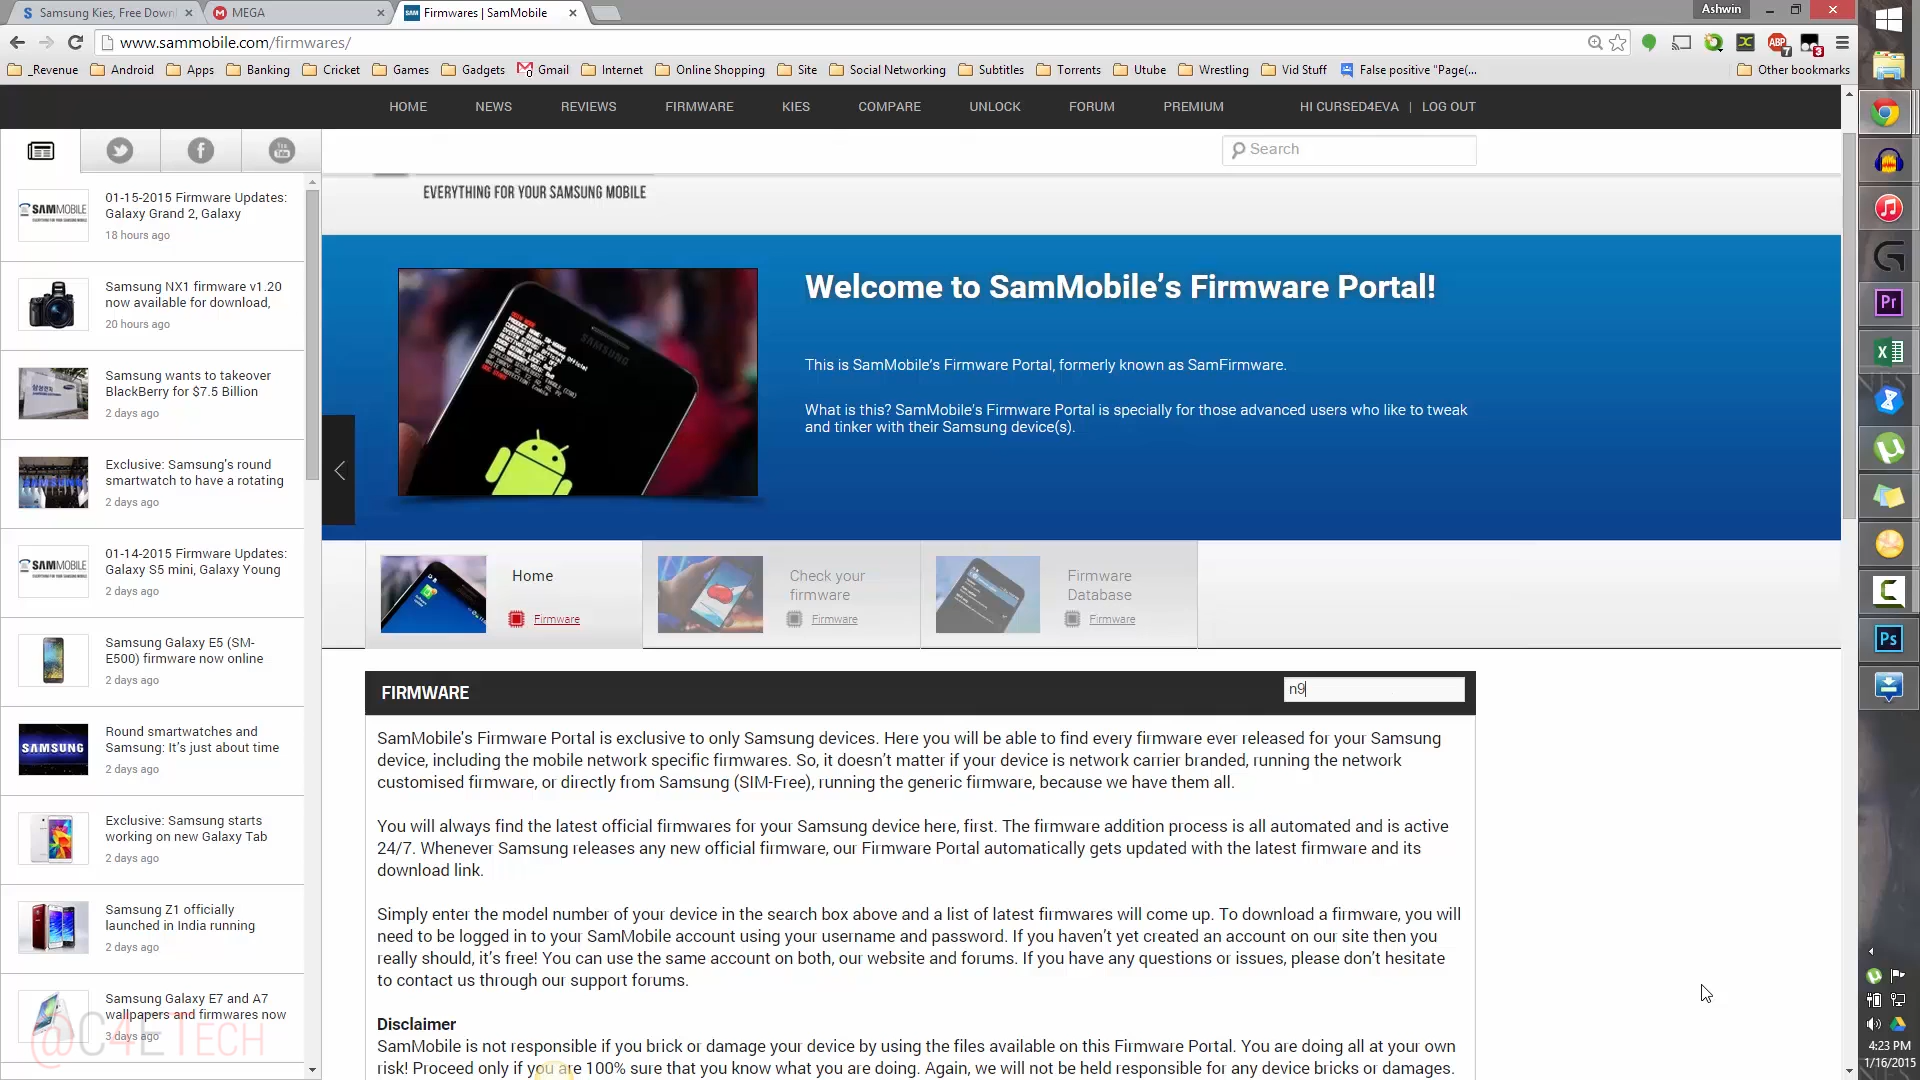 Samsung Kies, Free Down
MEGA
Firmwares | SamMobile
Ashwin
www.sammobile.com/firmwares/
_Revenue
Android
Apps
Banking
Cricket
Games
Gadgets
Gmail
Internet
Online Shopping
Site
Social Networking
Subtitles
Torrents
Utube
Wrestling
Vid Stuff
False positive "Page(...
Other bookmarks
HOME
NEWS
REVIEWS
FIRMWARE
KIES
COMPARE
UNLOCK
FORUM
PREMIUM
HI CURSED4EVA | LOG OUT
Search
EVERYTHING FOR YOUR SAMSUNG MOBILE
01-15-2015 Firmware Updates:
Galaxy Grand 2, Galaxy
18 hours ago
Samsung NX1 firmware v1.20
now available for download,
20 hours ago
Samsung wants to takeover
BlackBerry for $7.5 Billion
2 days ago
Exclusive: Samsung's round
smartwatch to have a rotating
2 days ago
01-14-2015 Firmware Updates:
Galaxy S5 mini, Galaxy Young
2 days ago
Samsung Galaxy E5 (SM-
E500) firmware now online
2 days ago
Round smartwatches and
Samsung: It's just about time
2 days ago
Exclusive: Samsung starts
working on new Galaxy Tab
2 days ago
Samsung Z1 officially
launched in India running
2 days ago
Samsung Galaxy E7 and A7
wallpapers and firmwares now
3 days ago
@C4ETECH
Welcome to SamMobile's Firmware Portal!
This is SamMobile's Firmware Portal, formerly known as SamFirmware.
What is this? SamMobile's Firmware Portal is specially for those advanced users who like to tweak
and tinker with their Samsung device(s).
Home
Firmware
Check your
firmware
Firmware
Firmware
Database
Firmware
FIRMWARE
n9
SamMobile's Firmware Portal is exclusive to only Samsung devices. Here you will be able to find every firmware ever released for your Samsung
device, including the mobile network specific firmwares. So, it doesn't matter if your device is network carrier branded, running the network
customised firmware, or directly from Samsung (SIM-Free), running the generic firmware, because we have them all.
You will always find the latest official firmwares for your Samsung device here, first. The firmware addition process is all automated and is active
24/7. Whenever Samsung releases any new official firmware, our Firmware Portal automatically gets updated with the latest firmware and its
download link.
Simply enter the model number of your device in the search box above and a list of latest firmwares will come up. To download a firmware, you will
need to be logged in to your SamMobile account using your username and password. If you haven't yet created an account on our site then you
really should, it's free! You can use the same account on both, our website and forums. If you have any questions or issues, please don't hesitate
to contact us through our support forums.
Disclaimer
SamMobile is not responsible if you brick or damage your device by using the files available on this Firmware Portal. You are doing all at your own
risk! Proceed only if you are 100% sure that you know what you are doing. Again, we will not be held responsible for any device bricks or damages.
4:23 PM
1/16/2015